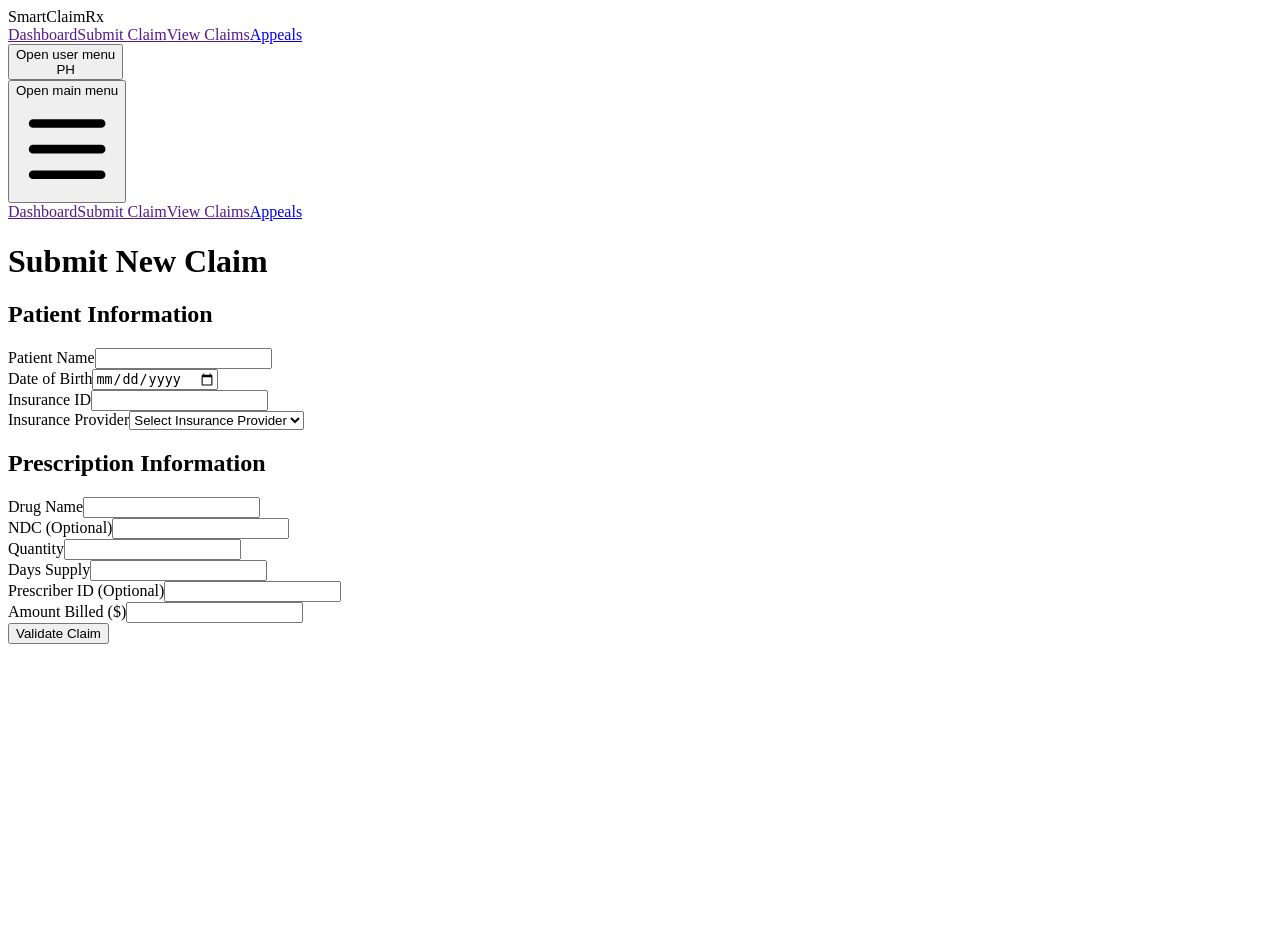 SmartClaimRx
DashboardSubmit ClaimView ClaimsAppeals
Open user menu
PH
Open main menu
DashboardSubmit ClaimView ClaimsAppeals
Submit New Claim
Patient Information
Patient Name
Date of Birth mm/dd/yyyy
Insurance ID
Insurance Provider Select Insurance Provider
Prescription Information
Drug Name
NDC (Optional)
Quantity
Days Supply
Prescriber ID (Optional)
Amount Billed ($)
Validate Claim